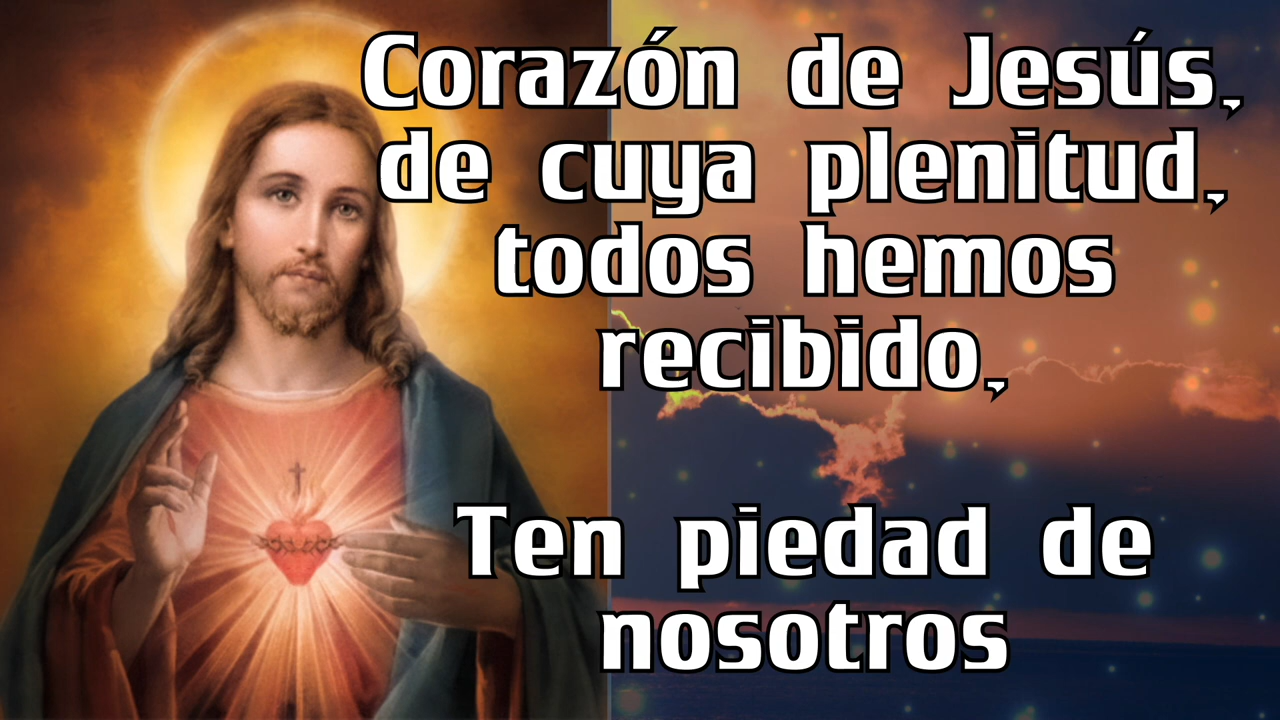 Corazón de Jesús,
de cuya plenitud,
todos hemos
recibido,
Ten piedad de
nosotros